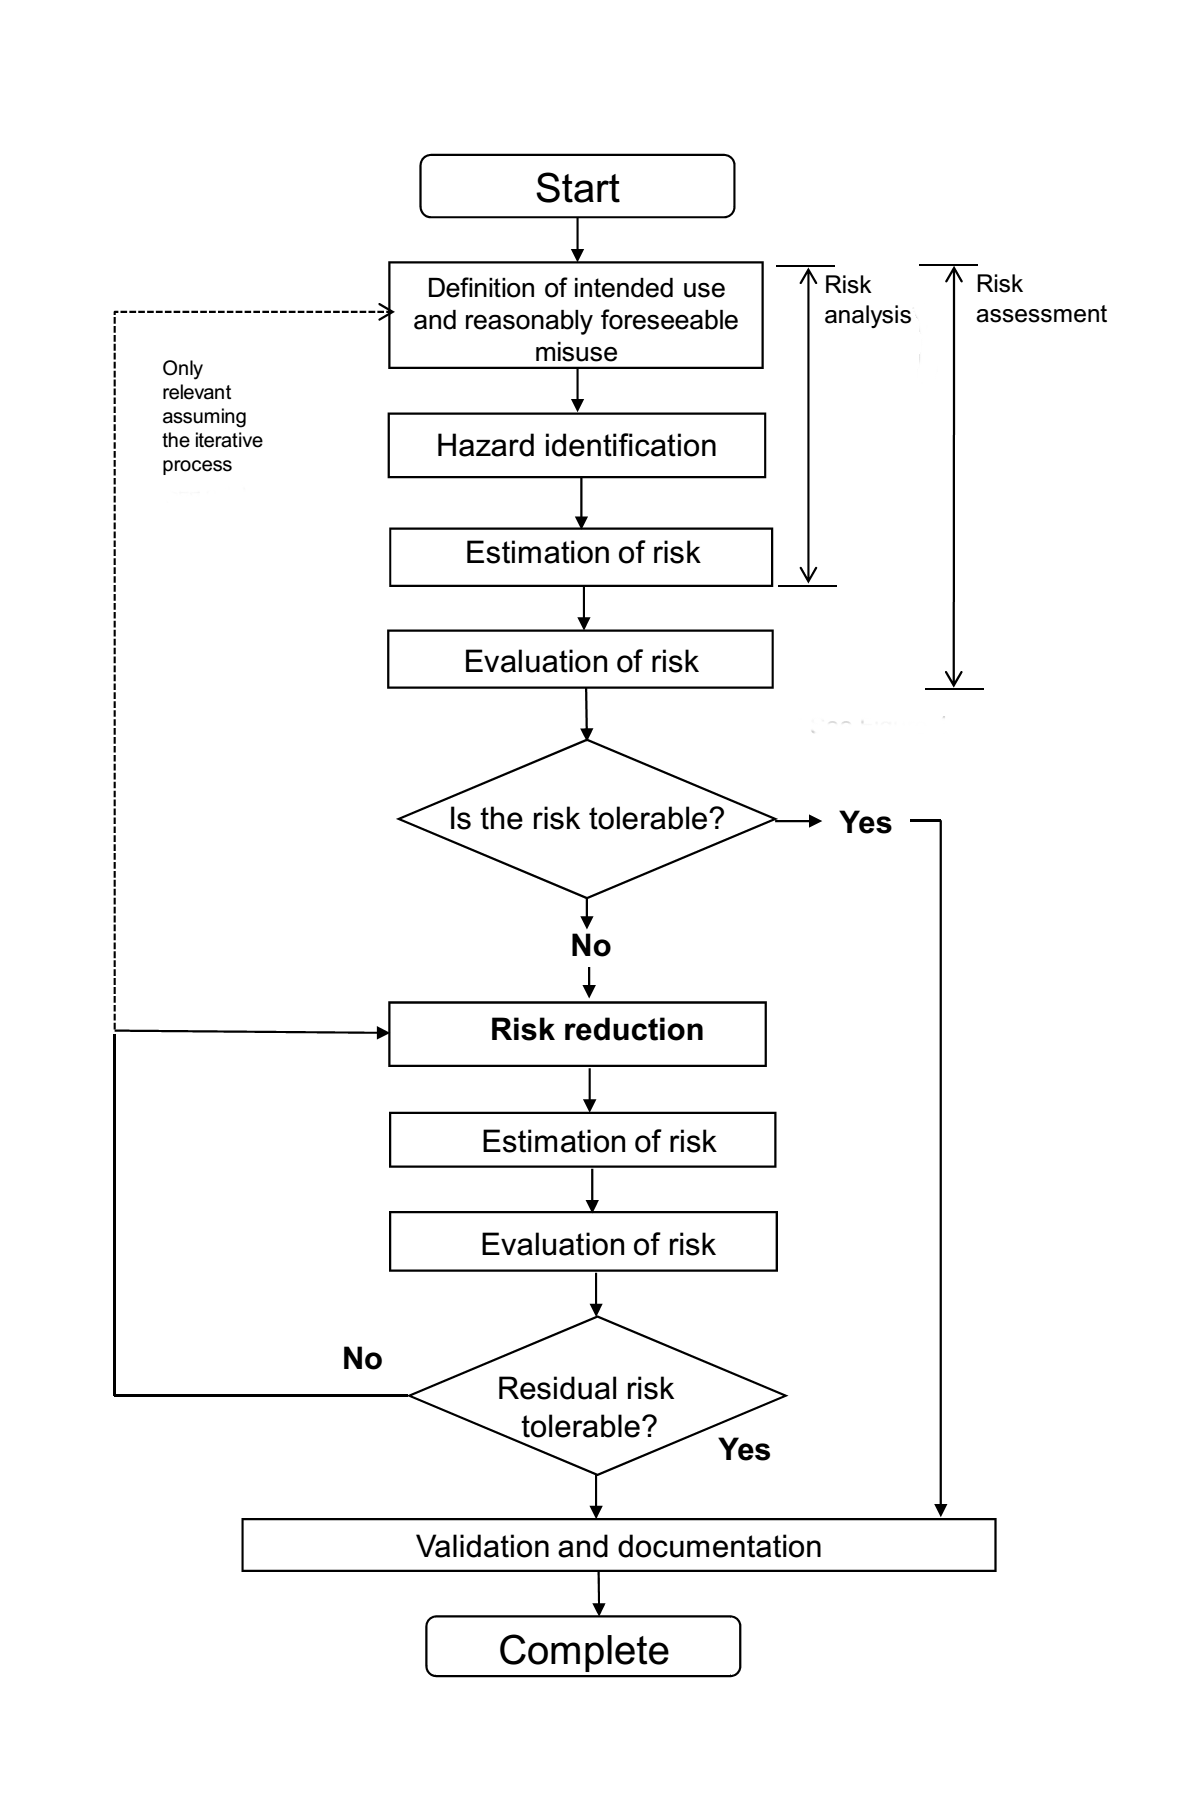 Start
Definition of intended use
and reasonably foreseeable
misuse
Risk
analysis
Risk
assessment
Only
relevant
assuming
the iterative
process
Hazard identification
Estimation of risk
Evaluation of risk
Is the risk tolerable?
Yes
No
Risk reduction
Estimation of risk
Evaluation of risk
No
Residual risk
tolerable?
Yes
Validation and documentation
Complete